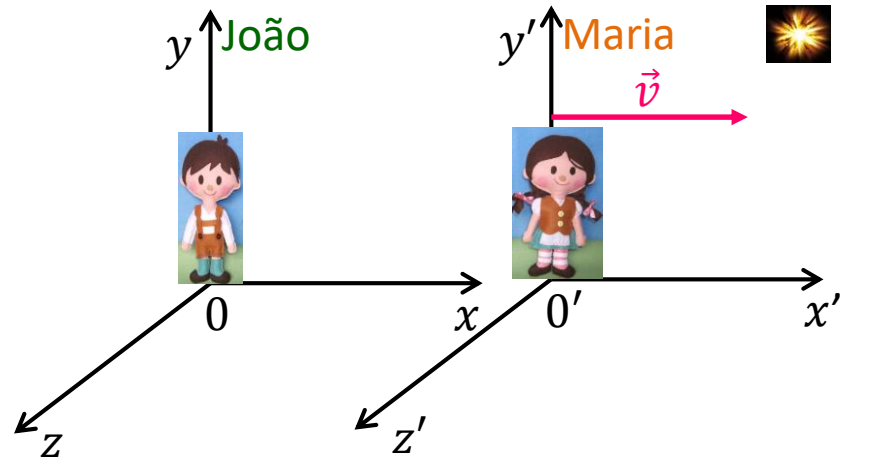 y João
y′ Maria
v⃗
0 x
0′ x′
z
z′